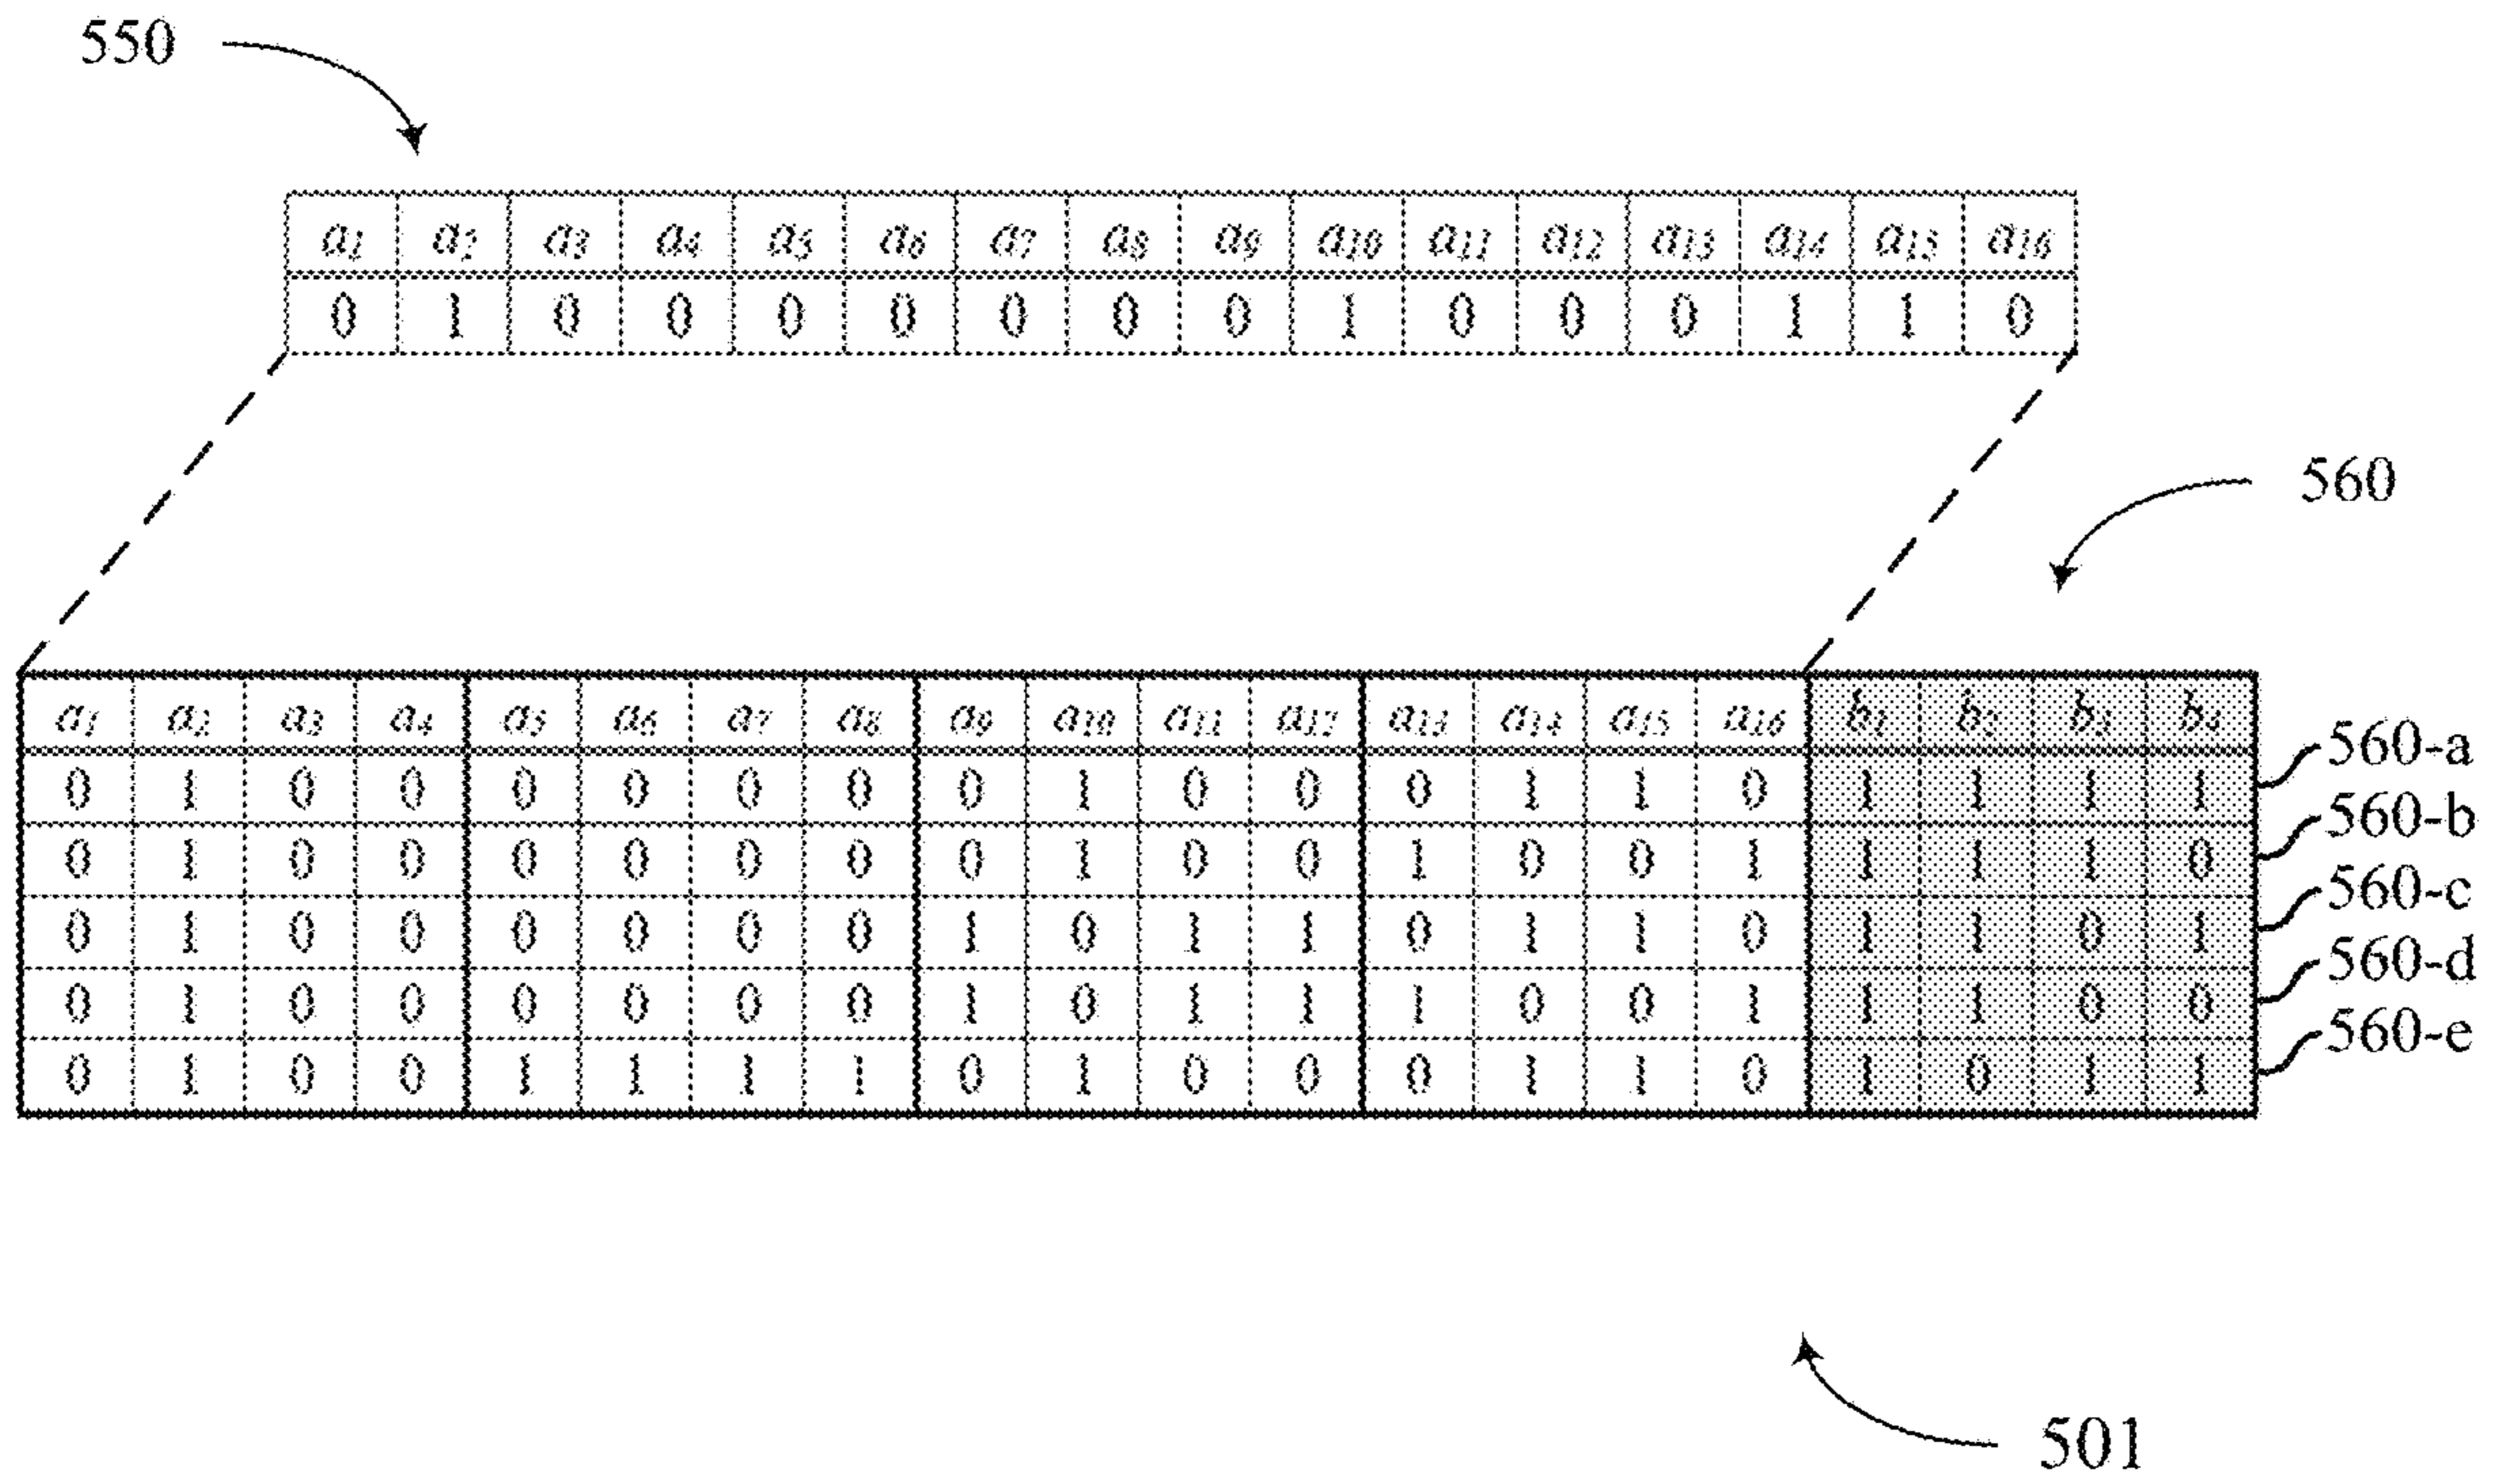 550
a1 a2 a3 a4 a5 a6 a7 a8 a9 a10 a11 a12 a13 a14 a15 a16
0 1 0 0 0 0 0 0 0 1 0 0 0 1 1 0
560
a1 a2 a3 a4 a5 a6 a7 a8 a9 a10 a11 a12 a13 a14 a15 a16 b1 b2 b3 b4
0 1 0 0 0 0 0 0 0 1 0 0 0 1 1 0 1 1 1 1 560-a
0 1 0 0 0 0 0 0 0 1 0 0 1 0 0 1 1 1 1 0 560-b
0 1 0 0 0 0 0 0 1 0 1 1 0 1 1 0 1 1 0 1 560-c
0 1 0 0 0 0 0 0 1 0 1 1 1 0 0 1 1 1 0 0 560-d
0 1 0 0 1 1 1 1 0 1 0 0 0 1 1 0 1 0 1 1 560-e
501